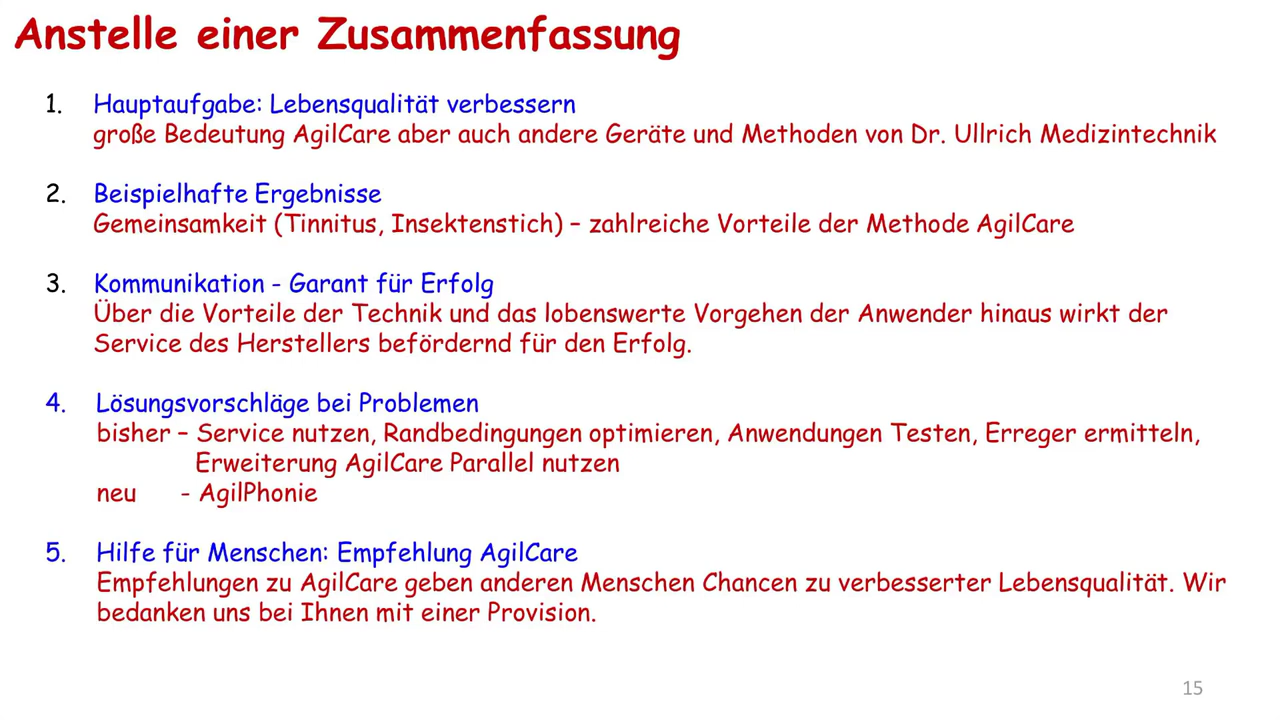 Anstelle einer Zusammenfassung
1. Hauptaufgabe: Lebensqualität verbessern
große Bedeutung AgilCare aber auch andere Geräte und Methoden von Dr. Ullrich Medizintechnik
2. Beispielhafte Ergebnisse
Gemeinsamkeit (Tinnitus, Insektenstich) – zahlreiche Vorteile der Methode AgilCare
3. Kommunikation - Garant für Erfolg
Über die Vorteile der Technik und das lobenswerte Vorgehen der Anwender hinaus wirkt der
Service des Herstellers befördernd für den Erfolg.
4. Lösungsvorschläge bei Problemen
bisher – Service nutzen, Randbedingungen optimieren, Anwendungen Testen, Erreger ermitteln,
Erweiterung AgilCare Parallel nutzen
neu - AgilPhonie
5. Hilfe für Menschen: Empfehlung AgilCare
Empfehlungen zu AgilCare geben anderen Menschen Chancen zu verbesserter Lebensqualität. Wir
bedanken uns bei Ihnen mit einer Provision.
15